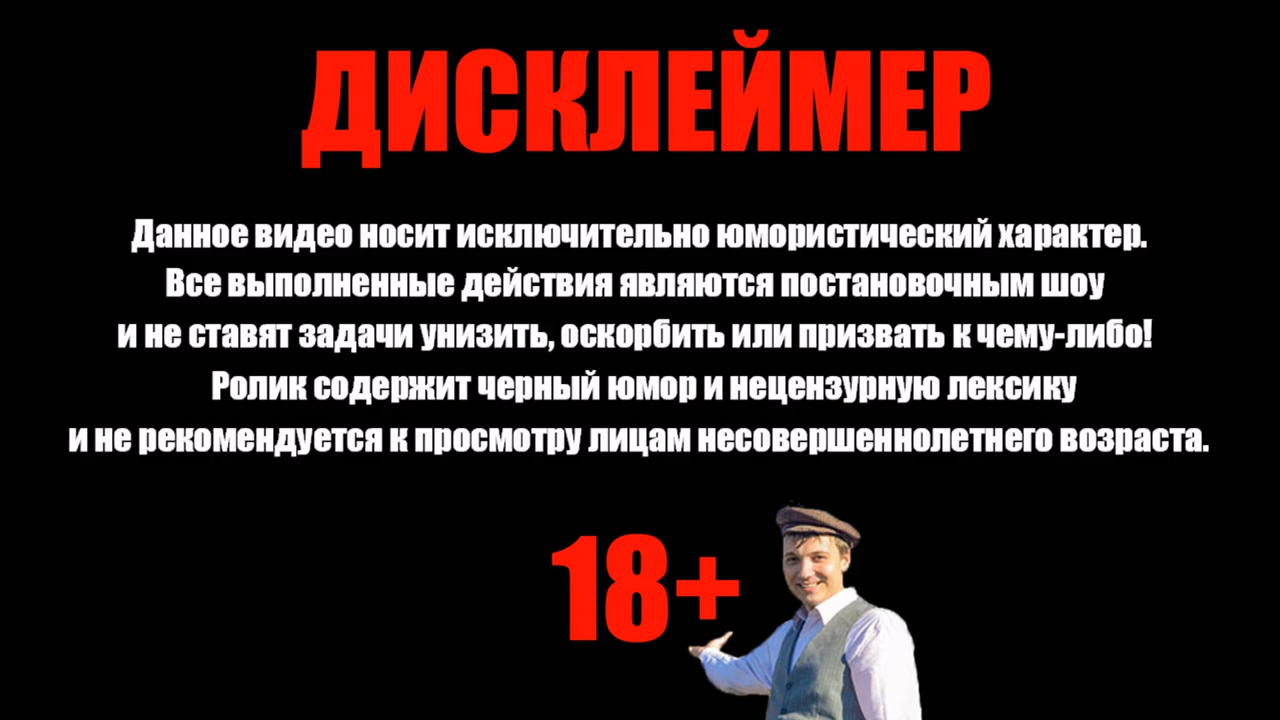 ДИСКЛЕЙМЕР
Данное видео носит исключительно юмористический характер.
Все выполненные действия являются постановочным шоу
и не ставят задачи унизить, оскорбить или призвать к чему-либо!
Ролик содержит черный юмор и нецензурную лексику
и не рекомендуется к просмотру лицам несовершеннолетнего возраста.
18+